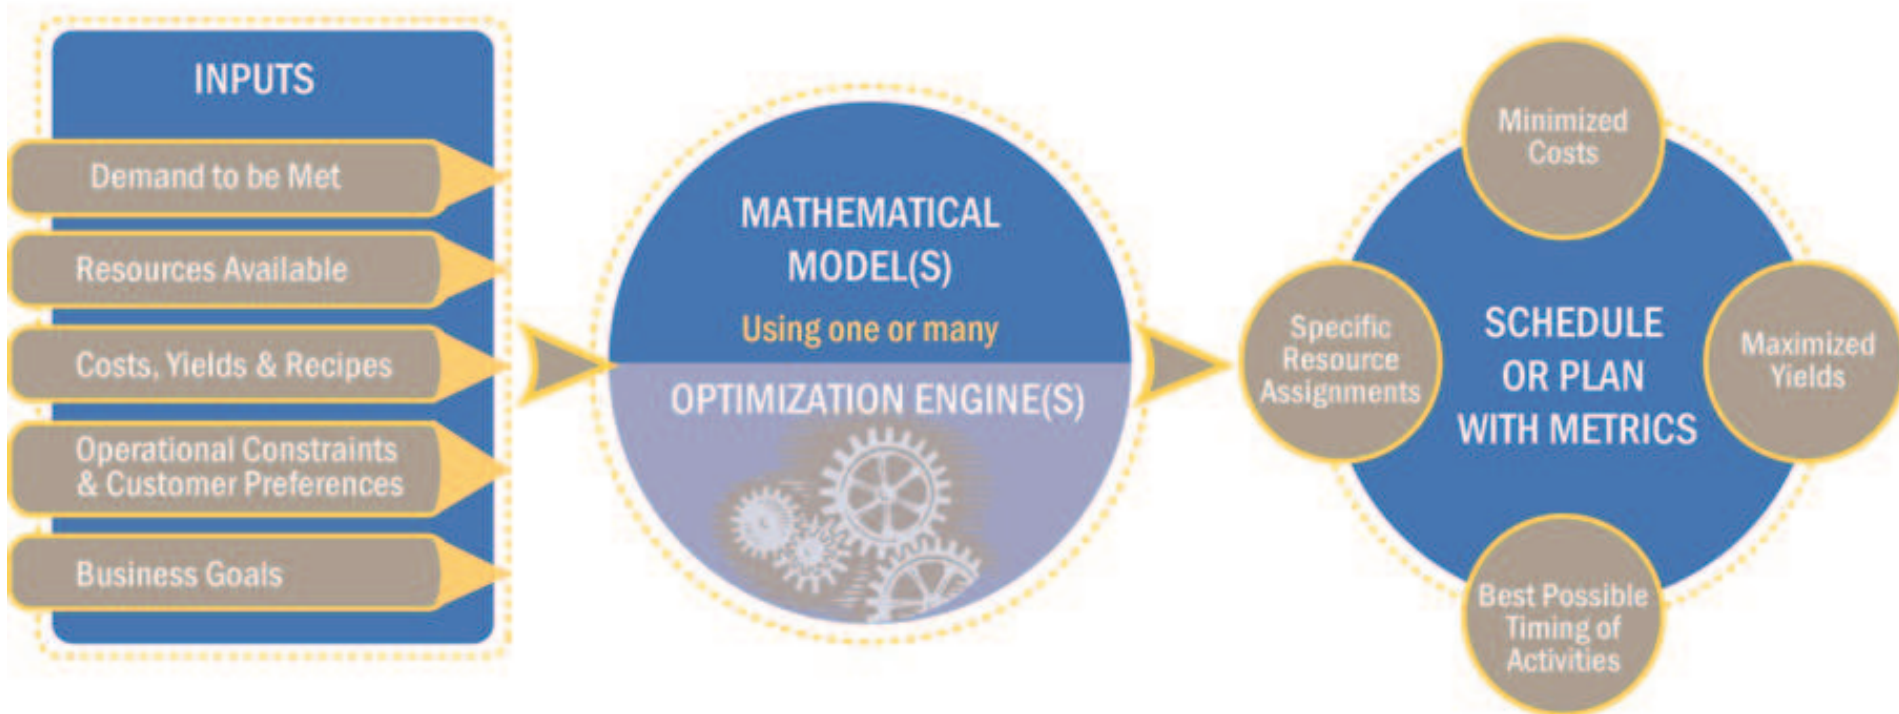 INPUTS
Demand to be Met
Resources Available
Costs, Yields & Recipes
Operational Constraints
& Customer Preferences
Business Goals
MATHEMATICAL
MODEL(S)
Using one or many
OPTIMIZATION ENGINE(S)
Minimized
Costs
Specific
Resource
Assignments
SCHEDULE
OR PLAN
WITH METRICS
Maximized
Yields
Best Possible
Timing of
Activities